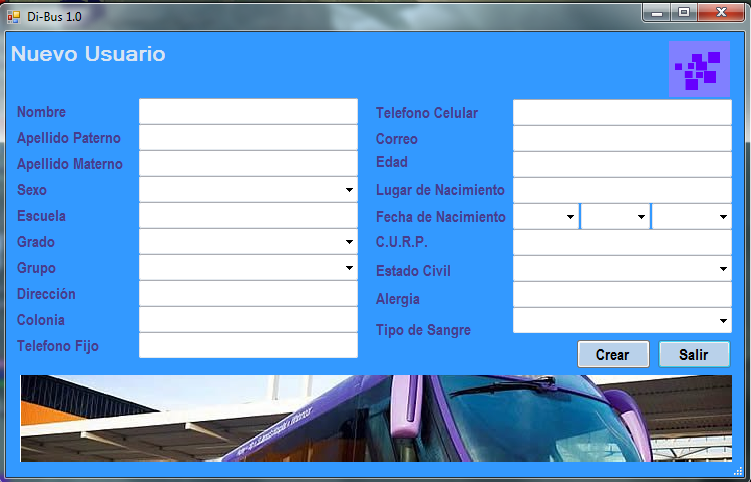 Di-Bus 1.0
Nuevo Usuario
Nombre
Apellido Paterno
Apellido Materno
Sexo
Escuela
Grado
Grupo
Dirección
Colonia
Telefono Fijo
Telefono Celular
Correo
Edad
Lugar de Nacimiento
Fecha de Nacimiento
C.U.R.P.
Estado Civil
Alergia
Tipo de Sangre
Crear
Salir